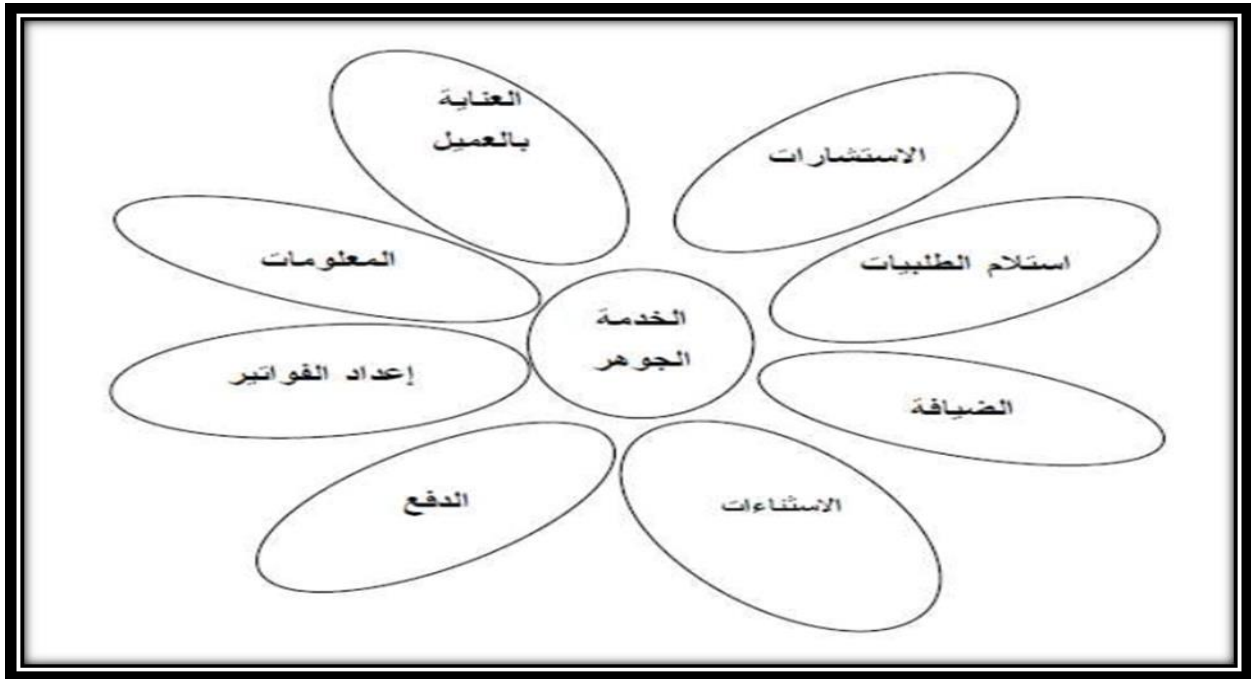 العناية
بالعميل
الاستشارات
المعلومات
استلام الطلبيات
الخدمة
الجوهر
إعداد الفواتير
الضيافة
الدفع
الاستثناءات